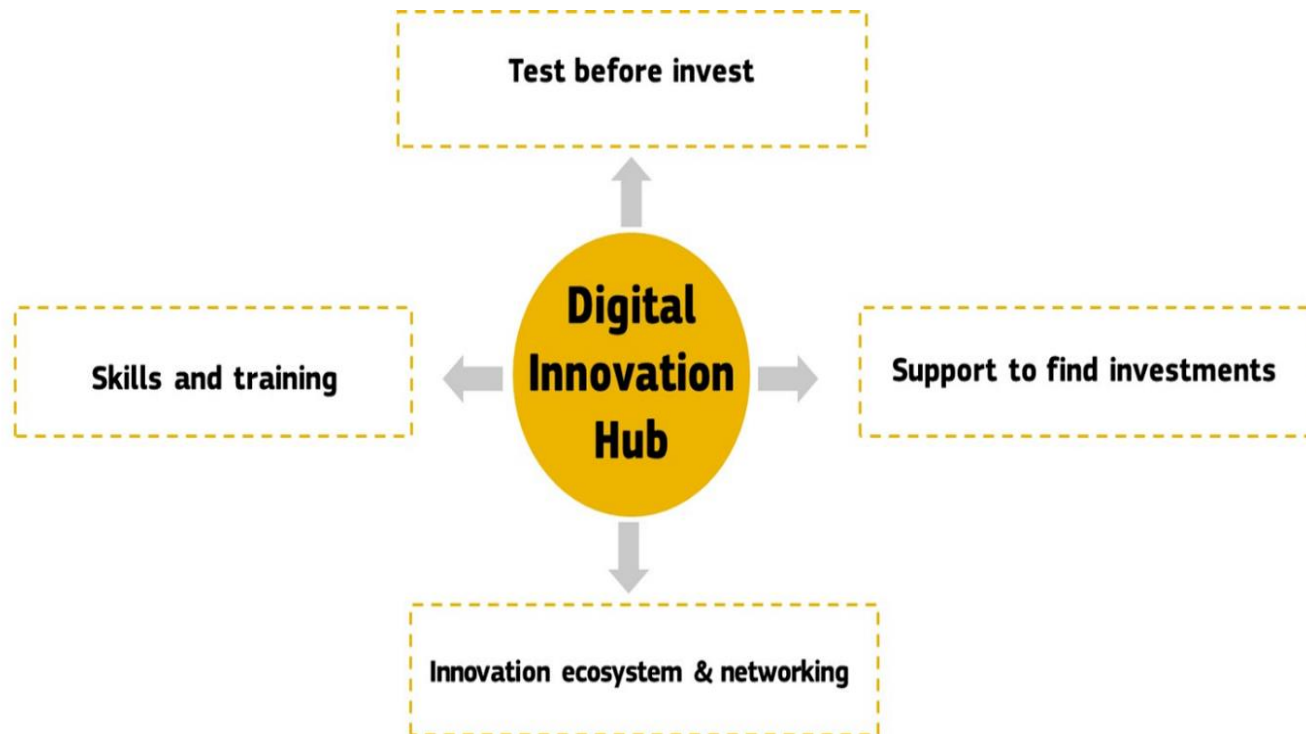 Test before invest
Digital
Innovation
Hub
Skills and training
Support to find investments
Innovation ecosystem & networking